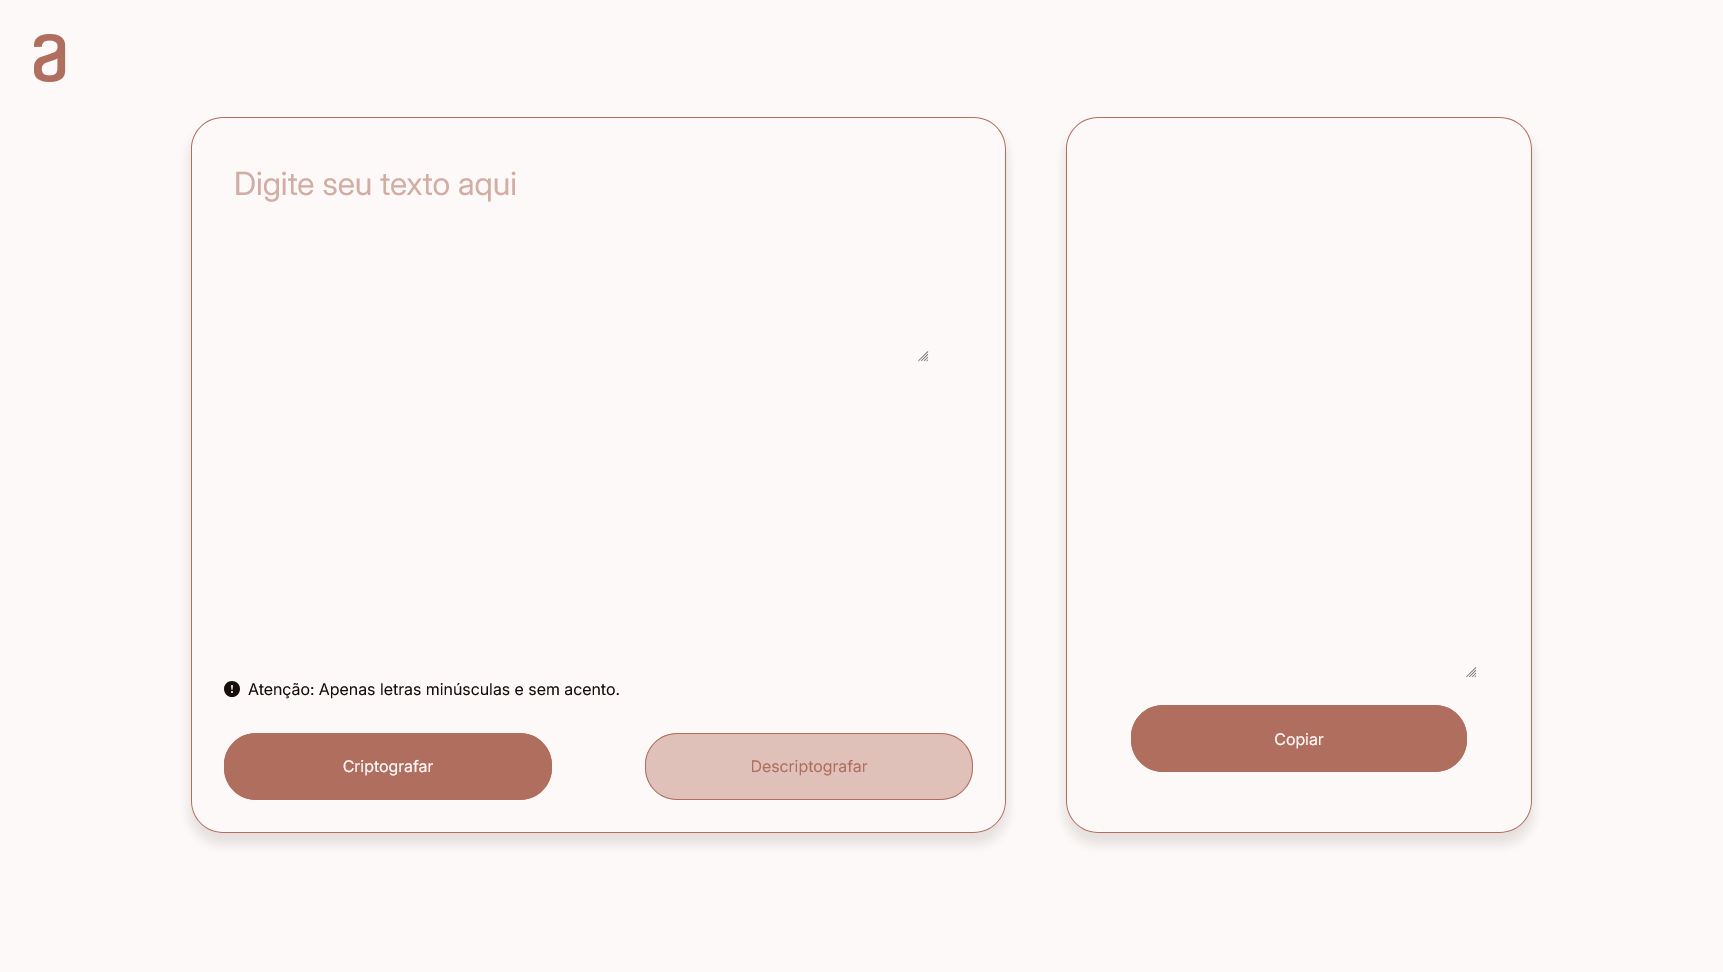 a
Digite seu texto aqui
Atenção: Apenas letras minúsculas e sem acento.
Criptografar
Descriptografar
Copiar